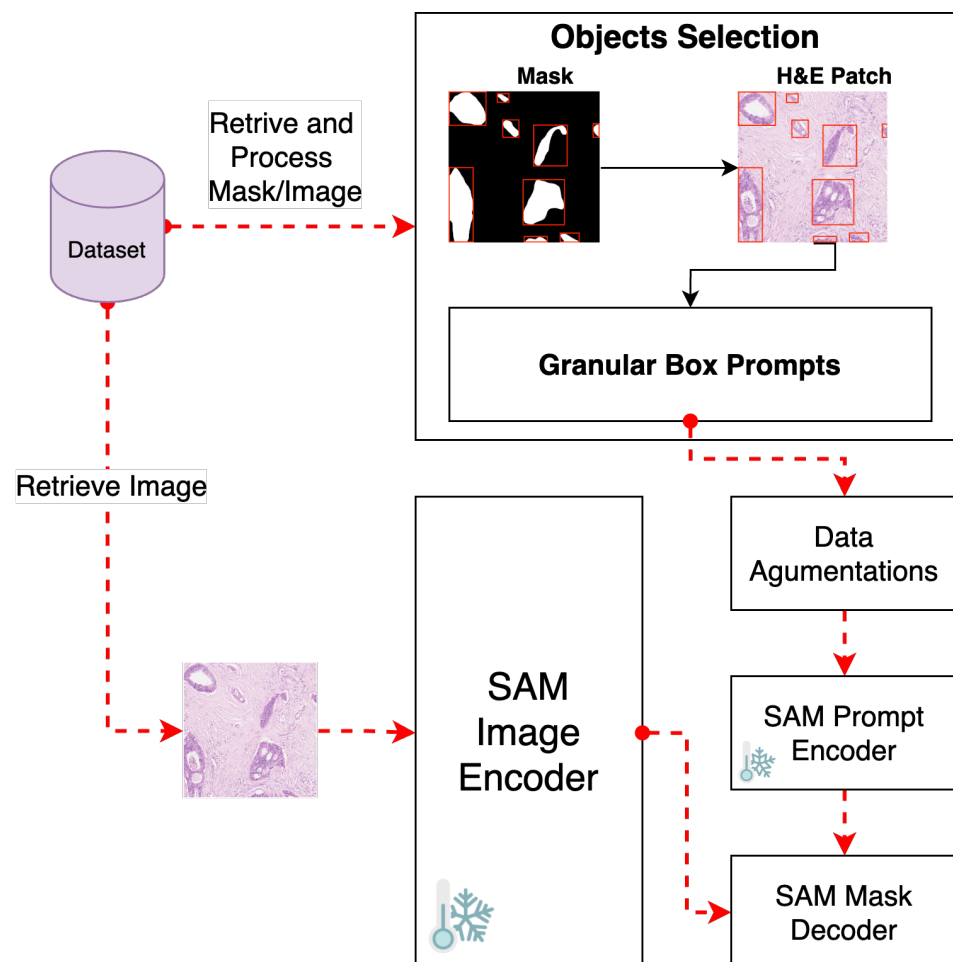 Objects Selection
Mask
H&E Patch
Retrive and
Process
Mask/Image
Dataset
Granular Box Prompts
Retrieve Image
Data
Agumentations
SAM
Image
Encoder
SAM Prompt
Encoder
SAM Mask
Decoder